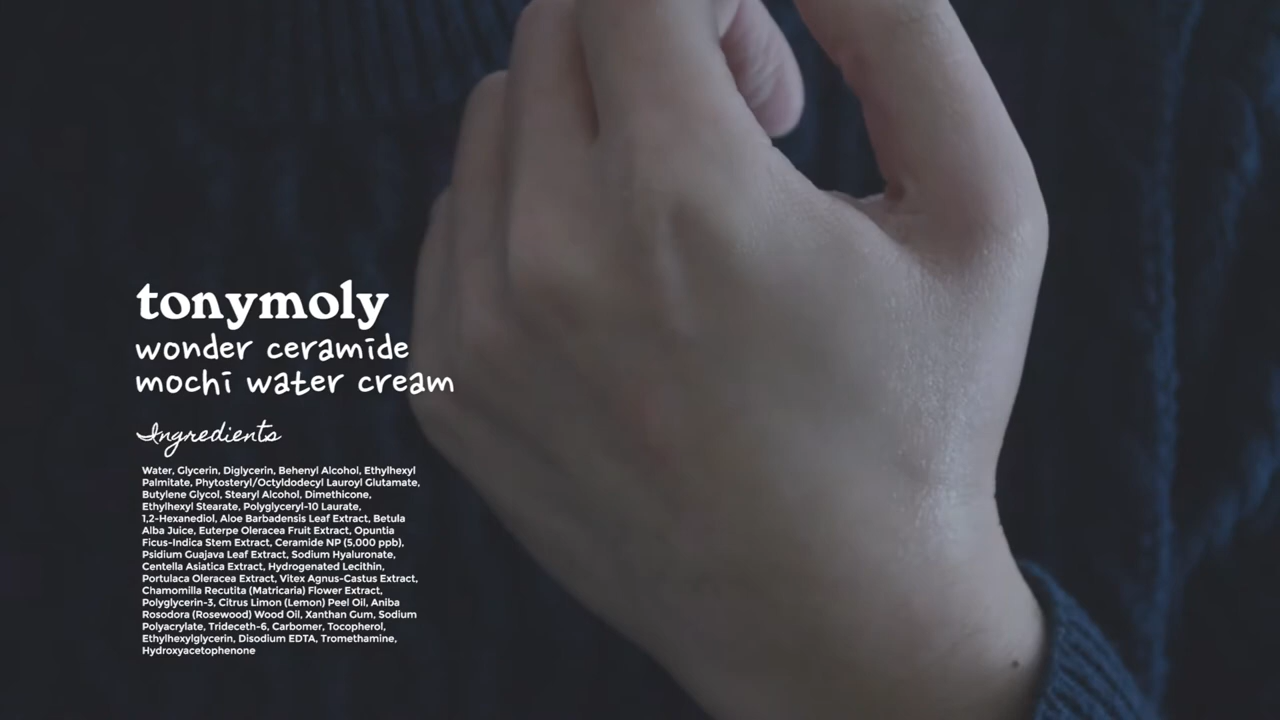 tonymoly
wonder ceramide
mochi water cream
Ingredients
Water, Glycerin, Diglycerin, Behenyl Alcohol, Ethylhexyl
Palmitate, Phytosteryl/Octyldodecyl Lauroyl Glutamate,
Butylene Glycol, Stearyl Alcohol, Dimethicone,
Ethylhexyl Stearate, Polyglyceryl-10 Laurate,
1,2-Hexanediol, Aloe Barbadensis Leaf Extract, Betula
Alba Juice, Euterpe Oleracea Fruit Extract, Opuntia
Ficus-Indica Stem Extract, Ceramide NP (5,000 ppb),
Psidium Guajava Leaf Extract, Sodium Hyaluronate,
Centella Asiatica Extract, Hydrogenated Lecithin,
Portulaca Oleracea Extract, Vitex Agnus-Castus Extract,
Chamomilla Recutita (Matricaria) Flower Extract,
Polyglycerin-3, Citrus Limon (Lemon) Peel Oil, Aniba
Rosodora (Rosewood) Wood Oil, Xanthan Gum, Sodium
Polyacrylate, Trideceth-6, Carbomer, Tocopherol,
Ethylhexylglycerin, Disodium EDTA, Tromethamine,
Hydroxyacetophenone